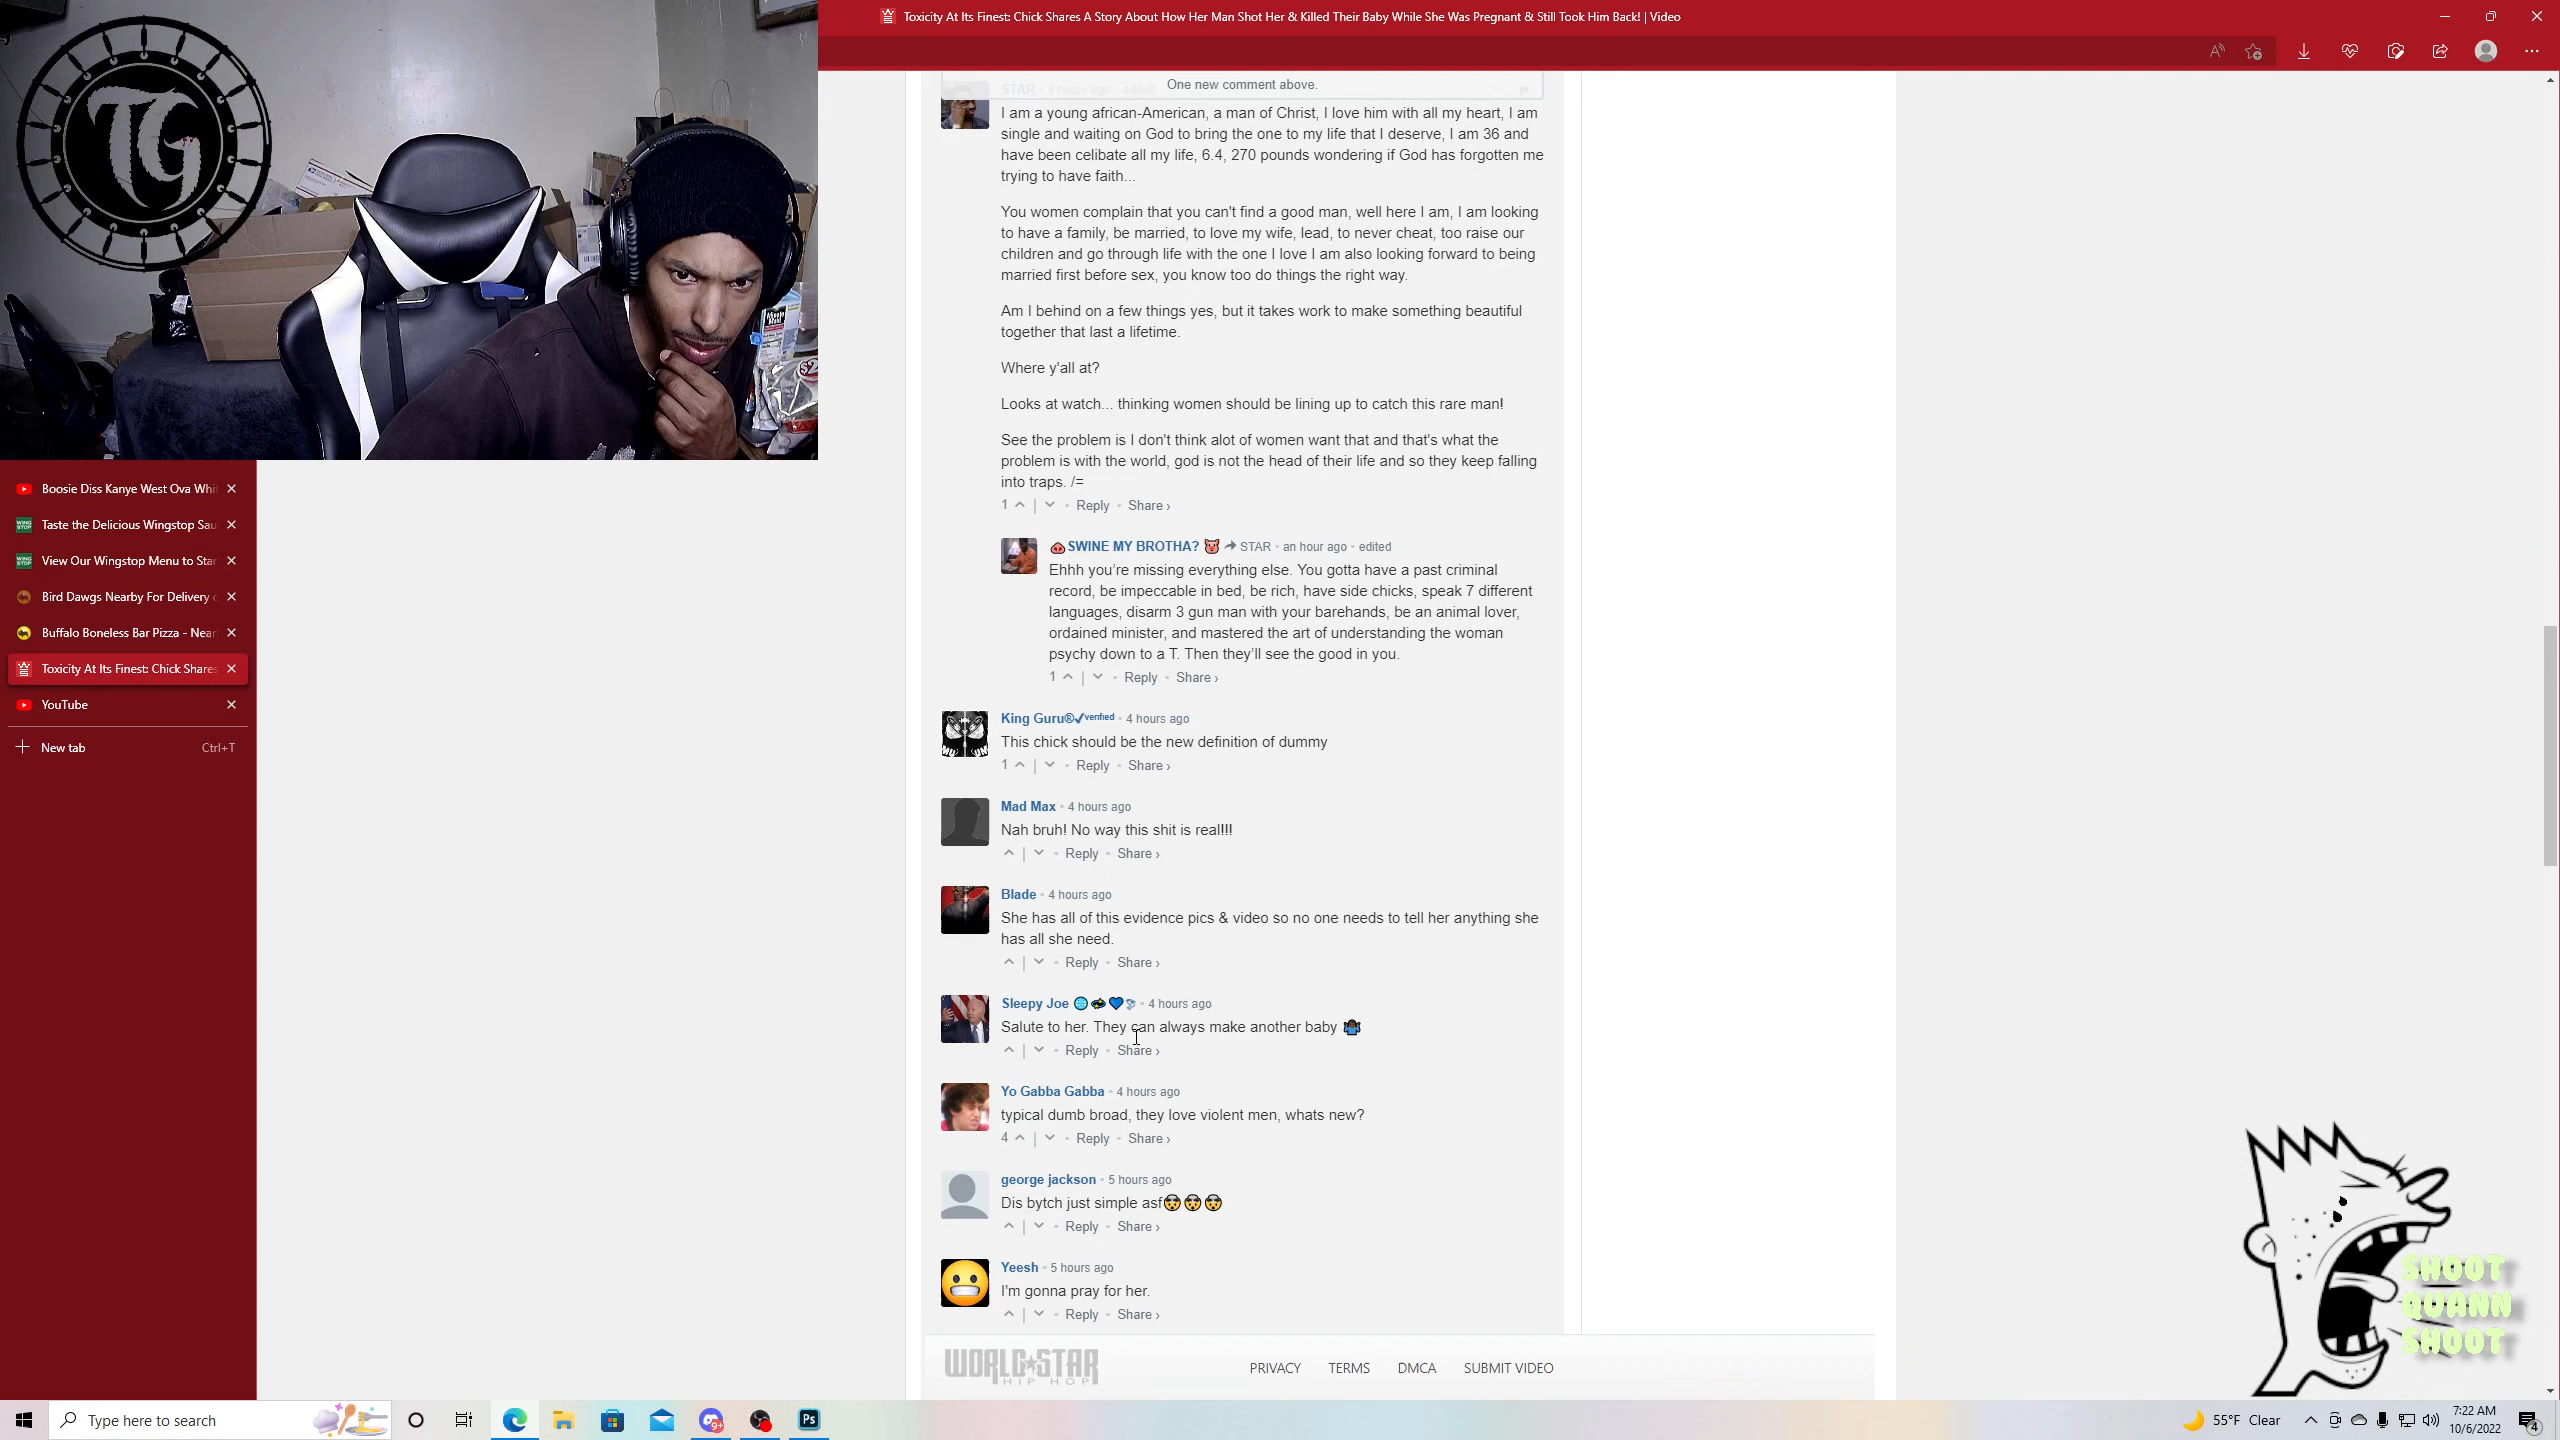 TG
Toxicity At Its Finest: Chick Shares A Story About How Her Man Shot Her & Killed Their Baby While She Was Pregnant & Still Took Him Back! | Video
One new comment above.
STAR · 4 hours ago · edited
I am a young african-American, a man of Christ, I love him with all my heart, I am
single and waiting on God to bring the one to my life that I deserve, I am 36 and
have been celibate all my life, 6.4, 270 pounds wondering if God has forgotten me
trying to have faith...
You women complain that you can't find a good man, well here I am, I am looking
to have a family, be married, to love my wife, lead, to never cheat, too raise our
children and go through life with the one I love I am also looking forward to being
married first before sex, you know too do things the right way.
Am I behind on a few things yes, but it takes work to make something beautiful
together that last a lifetime.
Where y'all at?
Looks at watch... thinking women should be lining up to catch this rare man!
See the problem is I don't think alot of women want that and that's what the
problem is with the world, god is not the head of their life and so they keep falling
into traps. /=
1 Reply · Share ›
🐽SWINE MY BROTHA? 🐷 STAR · an hour ago · edited
Ehhh you’re missing everything else. You gotta have a past criminal
record, be impeccable in bed, be rich, have side chicks, speak 7 different
languages, disarm 3 gun man with your barehands, be an animal lover,
ordained minister, and mastered the art of understanding the woman
psychy down to a T. Then they’ll see the good in you.
1 Reply · Share ›
King Guru®✓verified · 4 hours ago
This chick should be the new definition of dummy
1 Reply · Share ›
Mad Max · 4 hours ago
Nah bruh! No way this shit is real!!!
Reply · Share ›
Blade · 4 hours ago
She has all of this evidence pics & video so no one needs to tell her anything she
has all she need.
Reply · Share ›
Sleepy Joe · 4 hours ago
Salute to her. They can always make another baby
Reply · Share ›
Yo Gabba Gabba · 4 hours ago
typical dumb broad, they love violent men, whats new?
4 Reply · Share ›
george jackson · 5 hours ago
Dis bytch just simple asf🤯🤯🤯
Reply · Share ›
Yeesh · 5 hours ago
I'm gonna pray for her.
Reply · Share ›
WORLD STAR
HIP HOP
PRIVACY TERMS DMCA SUBMIT VIDEO
Boosie Diss Kanye West Ova Whi
Taste the Delicious Wingstop Sau
View Our Wingstop Menu to Star
Bird Dawgs Nearby For Delivery o
Buffalo Boneless Bar Pizza - Near
Toxicity At Its Finest: Chick Shares
YouTube
New tab Ctrl+T
SHOOT
QUANN
SHOOT
Type here to search
9+
Ps
55°F Clear
7:22 AM
10/6/2022
4